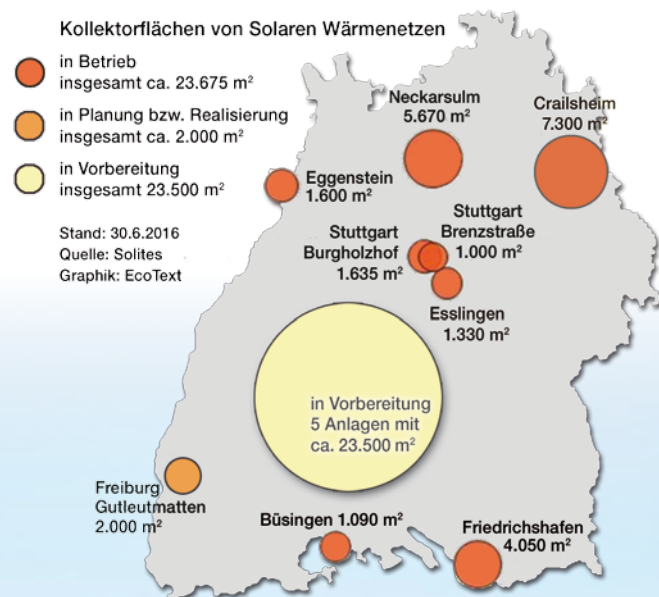 Kollektorflächen von Solaren Wärmenetzen
in Betrieb
insgesamt ca. 23.675 m²
in Planung bzw. Realisierung
insgesamt ca. 2.000 m²
in Vorbereitung
insgesamt 23.500 m²
Stand: 30.6.2016
Quelle: Solites
Graphik: EcoText
Neckarsulm
5.670 m²
Crailsheim
7.300 m²
Eggenstein
1.600 m²
Stuttgart
Burgholzhof
1.635 m²
Stuttgart
Brenzstraße
1.000 m²
Esslingen
1.330 m²
in Vorbereitung
5 Anlagen mit
ca. 23.500 m²
Freiburg
Gutleutmatten
2.000 m²
Büsingen 1.090 m²
Friedrichshafen
4.050 m²